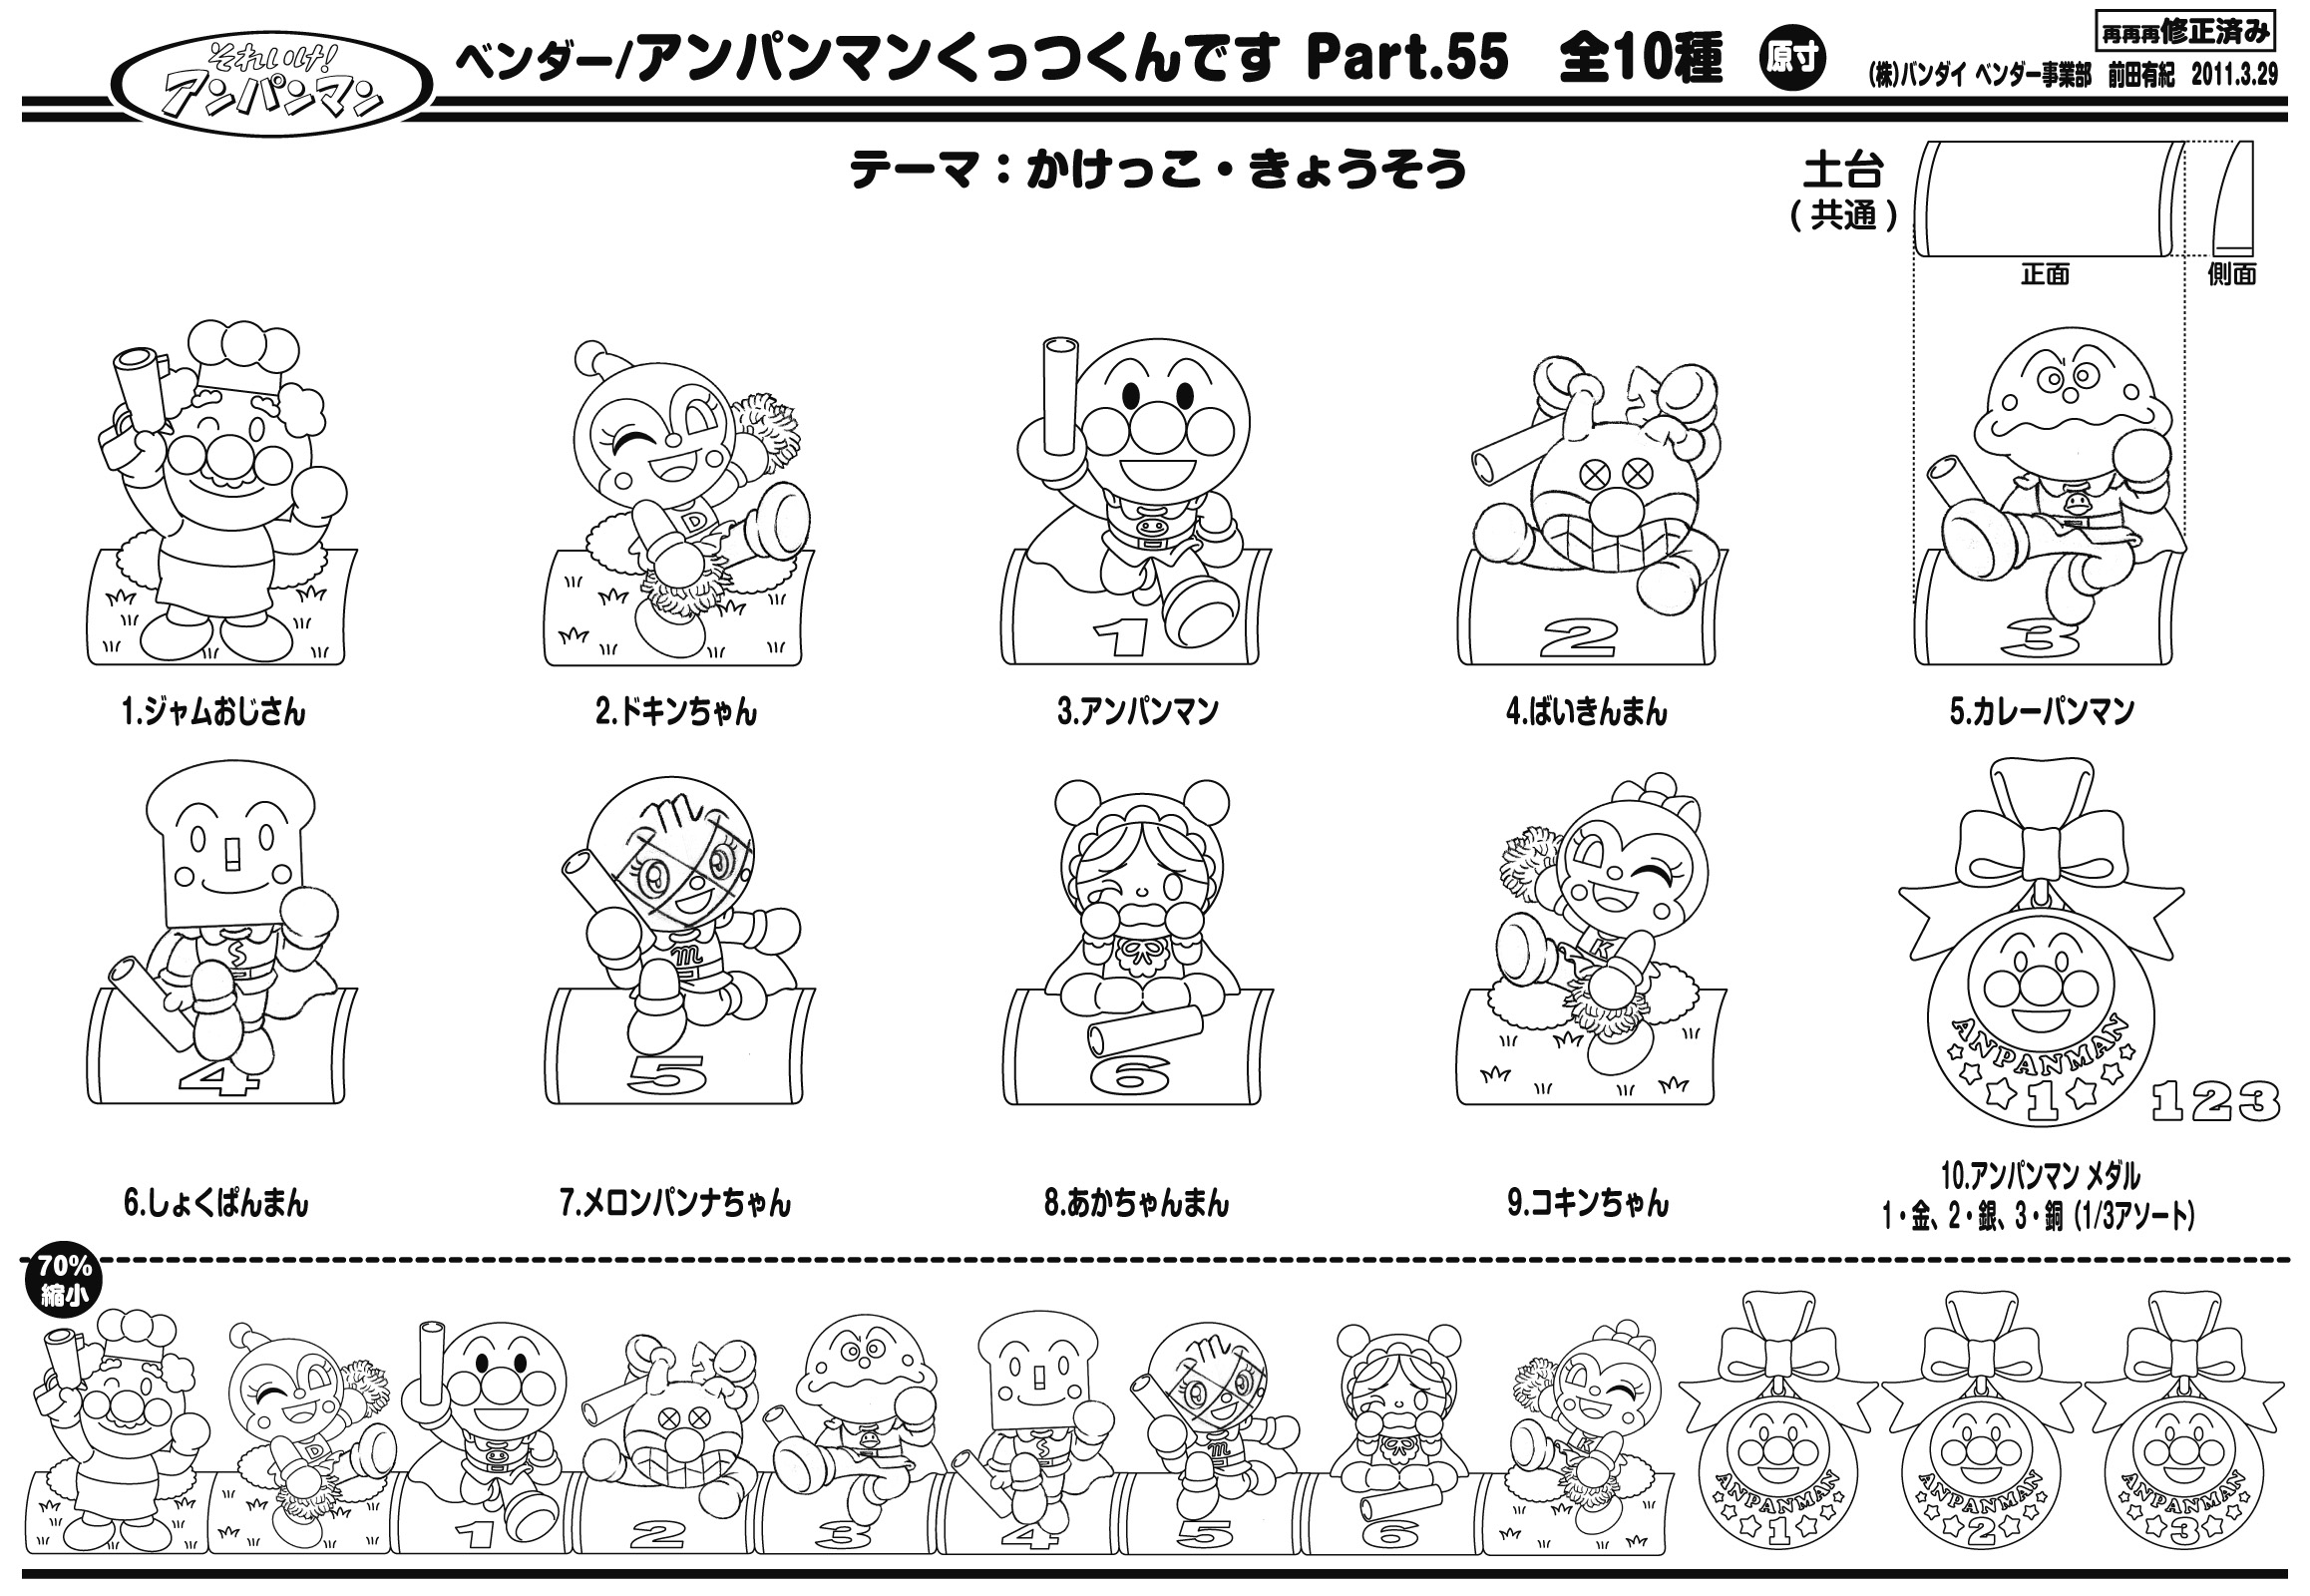 それいけ!
アンパンマン
ベンダー/アンパンマンくっつくんです Part.55 全10種 原寸
再再再修正済み
(株)バンダイ ベンダー事業部 前田有紀 2011.3.29
テーマ:かけっこ・きょうそう
土台
(共通)
正面 側面
D
1 2 3
1.ジャムおじさん 2.ドキンちゃん 3.アンパンマン 4.ばいきんまん 5.カレーパンマン
S m K
ANPANMAN
4 5 6 1 123
6.しょくぱんまん 7.メロンパンナちゃん 8.あかちゃんまん 9.コキンちゃん 10.アンパンマン メダル
1・金、2・銀、3・銅 (1/3アソート)
70%
縮小
D S m K
ANPANMAN ANPANMAN ANPANMAN
1 2 3 4 5 6 1 2 3